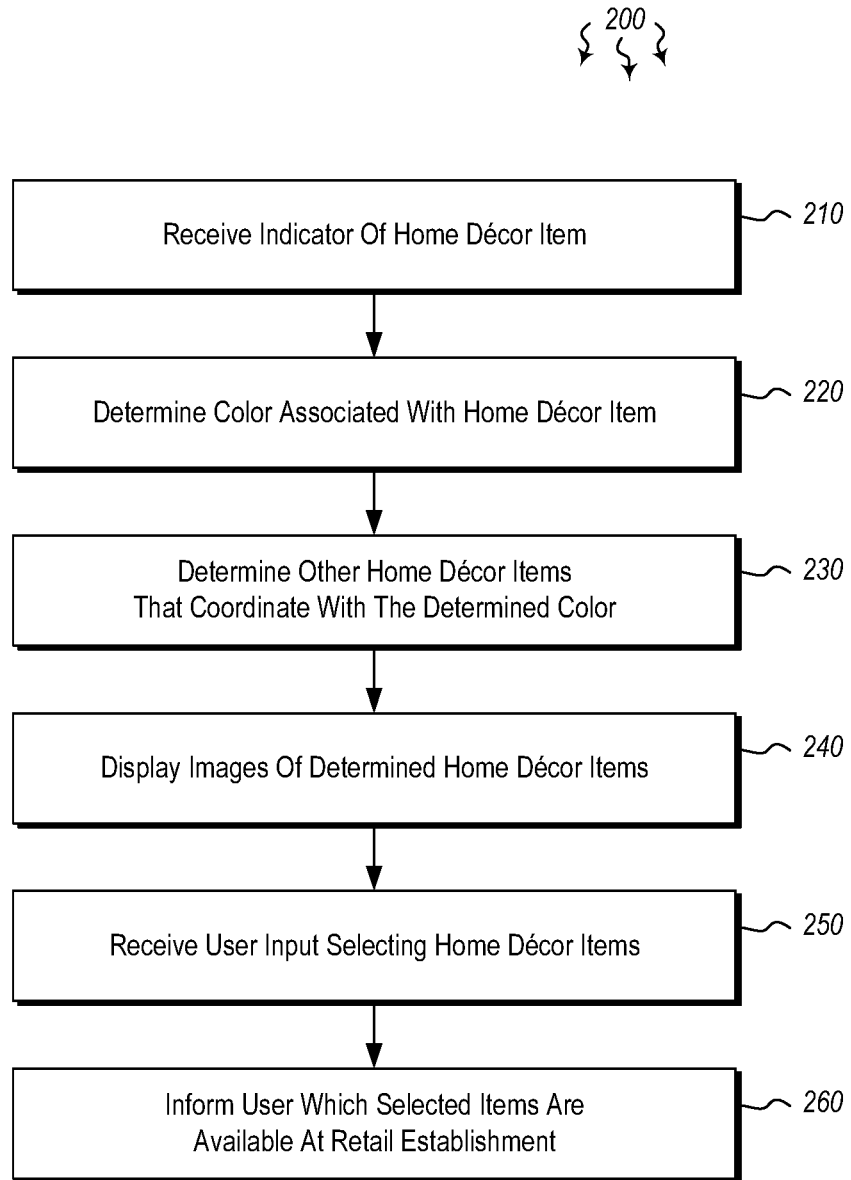 200
Receive Indicator Of Home Décor Item
210
Determine Color Associated With Home Décor Item
220
Determine Other Home Décor Items
That Coordinate With The Determined Color
230
Display Images Of Determined Home Décor Items
240
Receive User Input Selecting Home Décor Items
250
Inform User Which Selected Items Are
Available At Retail Establishment
260